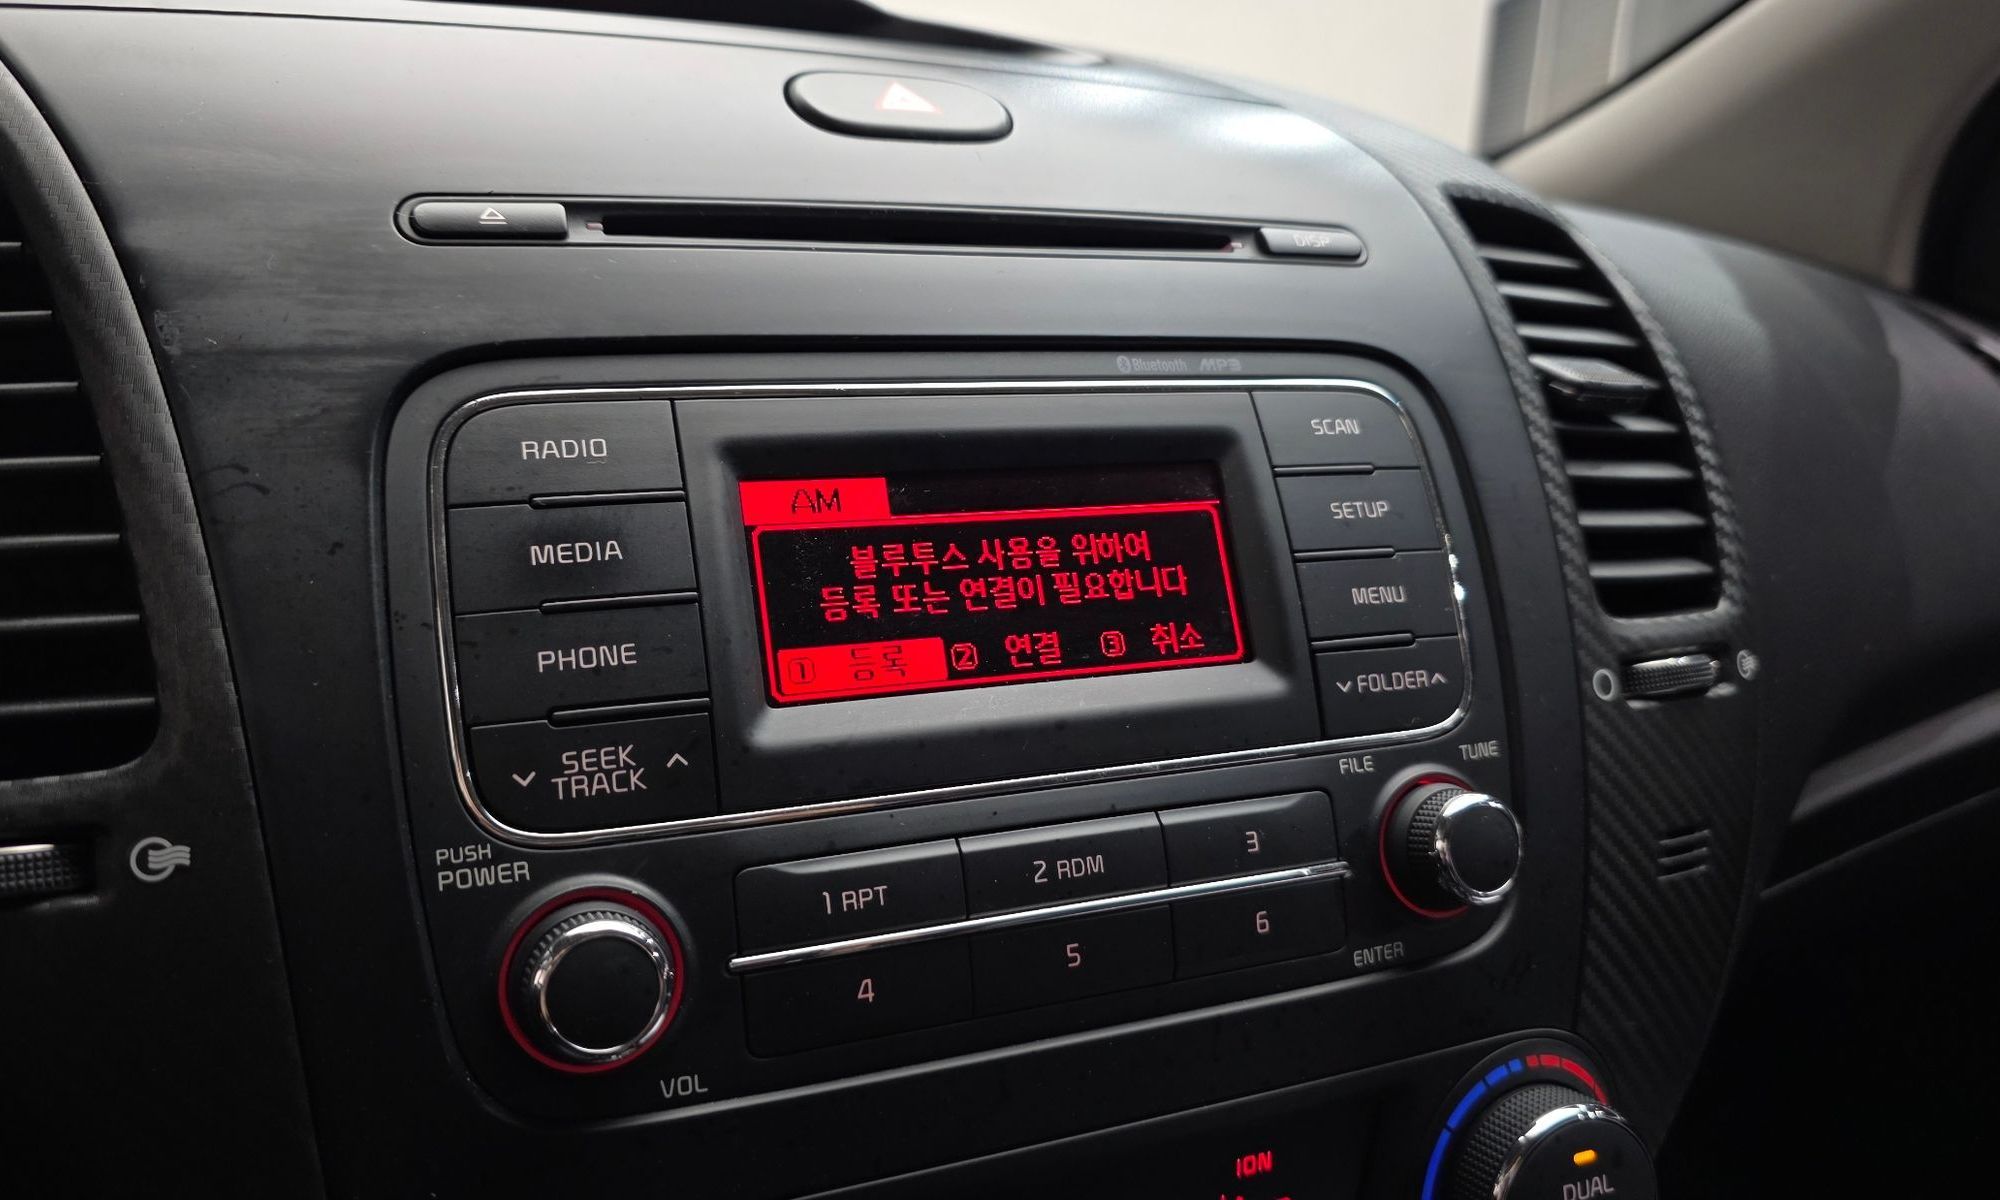 DISP
Bluetooth MP3
RADIO
MEDIA
PHONE
SEEK
TRACK
AM
블루투스 사용을 위하여
등록 또는 연결이 필요합니다
1 등록 2 연결 3 취소
SCAN
SETUP
MENU
FOLDER
PUSH
POWER
VOL
1 RPT
2 RDM
3
4
5
6
FILE
TUNE
ENTER
ION
DUAL